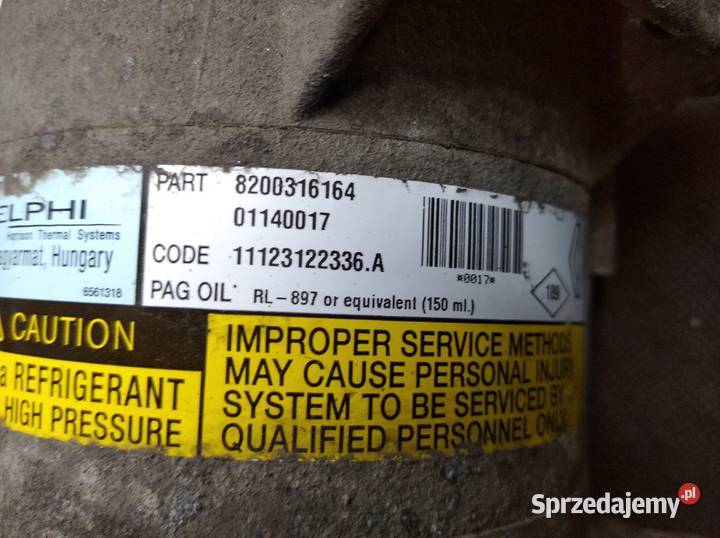 PART 8200316164
01140017
CODE 11123122336.A
PAG OIL RL-897 or equivalent (150 ml.)
*0017*
189
ELPHI
Harrison Thermal Systems
agyarmat, Hungary
6561318
CAUTION
a REFRIGERANT
HIGH PRESSURE
IMPROPER SERVICE METHODS
MAY CAUSE PERSONAL INJURY
SYSTEM TO BE SERVICED BY
QUALIFIED PERSONNEL ONLY
Sprzedajemy.pl